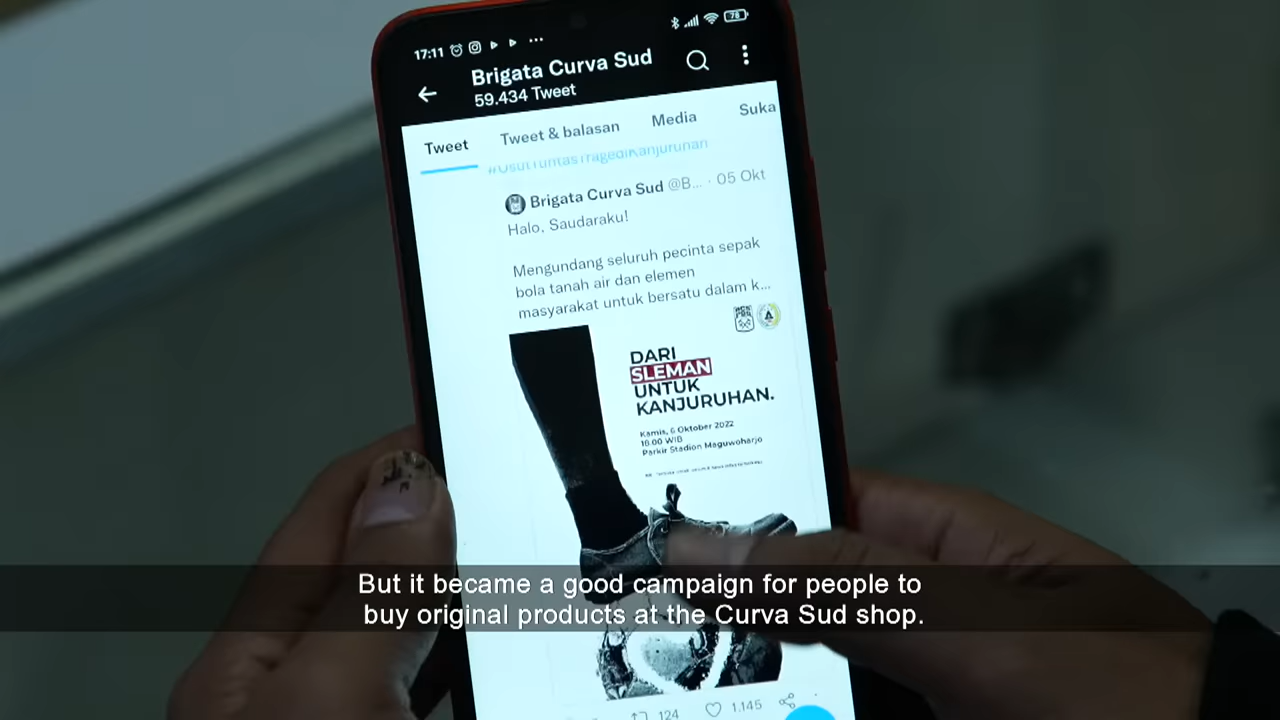 17:11
78
Brigata Curva Sud
59.434 Tweet
Tweet
Tweet & balasan
Media
Suka
#UsutTuntasTragediKanjuruhan
Brigata Curva Sud @B... · 05 Okt
Halo, Saudaraku!
Mengundang seluruh pecinta sepak
bola tanah air dan elemen
masyarakat untuk bersatu dalam k...
DARI
SLEMAN
UNTUK
KANJURUHAN.
Kamis, 6 Oktober 2022
18.00 WIB
Parkir Stadion Maguwoharjo
But it became a good campaign for people to
buy original products at the Curva Sud shop.
124
1.145